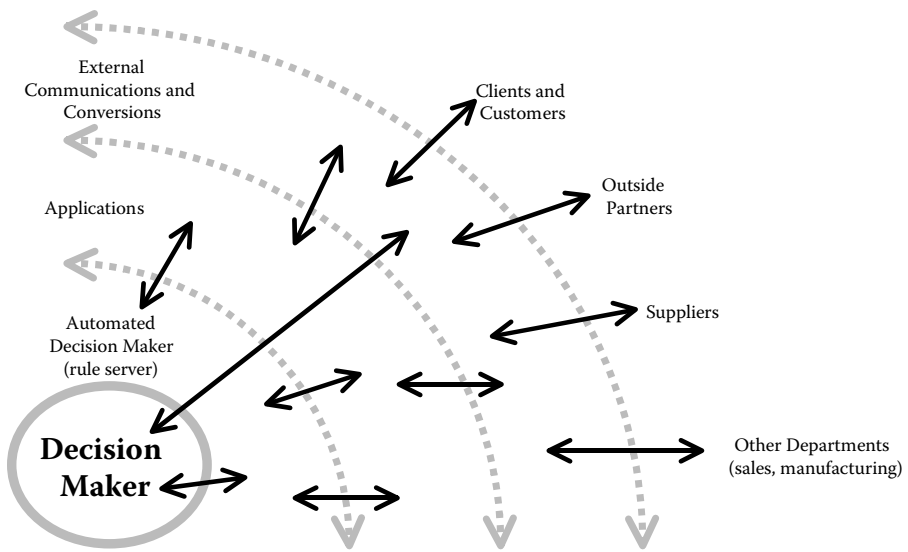 External
Communications and
Conversions
Clients and
Customers
Applications
Outside
Partners
Automated
Decision Maker
(rule server)
Suppliers
Decision
Maker
Other Departments
(sales, manufacturing)